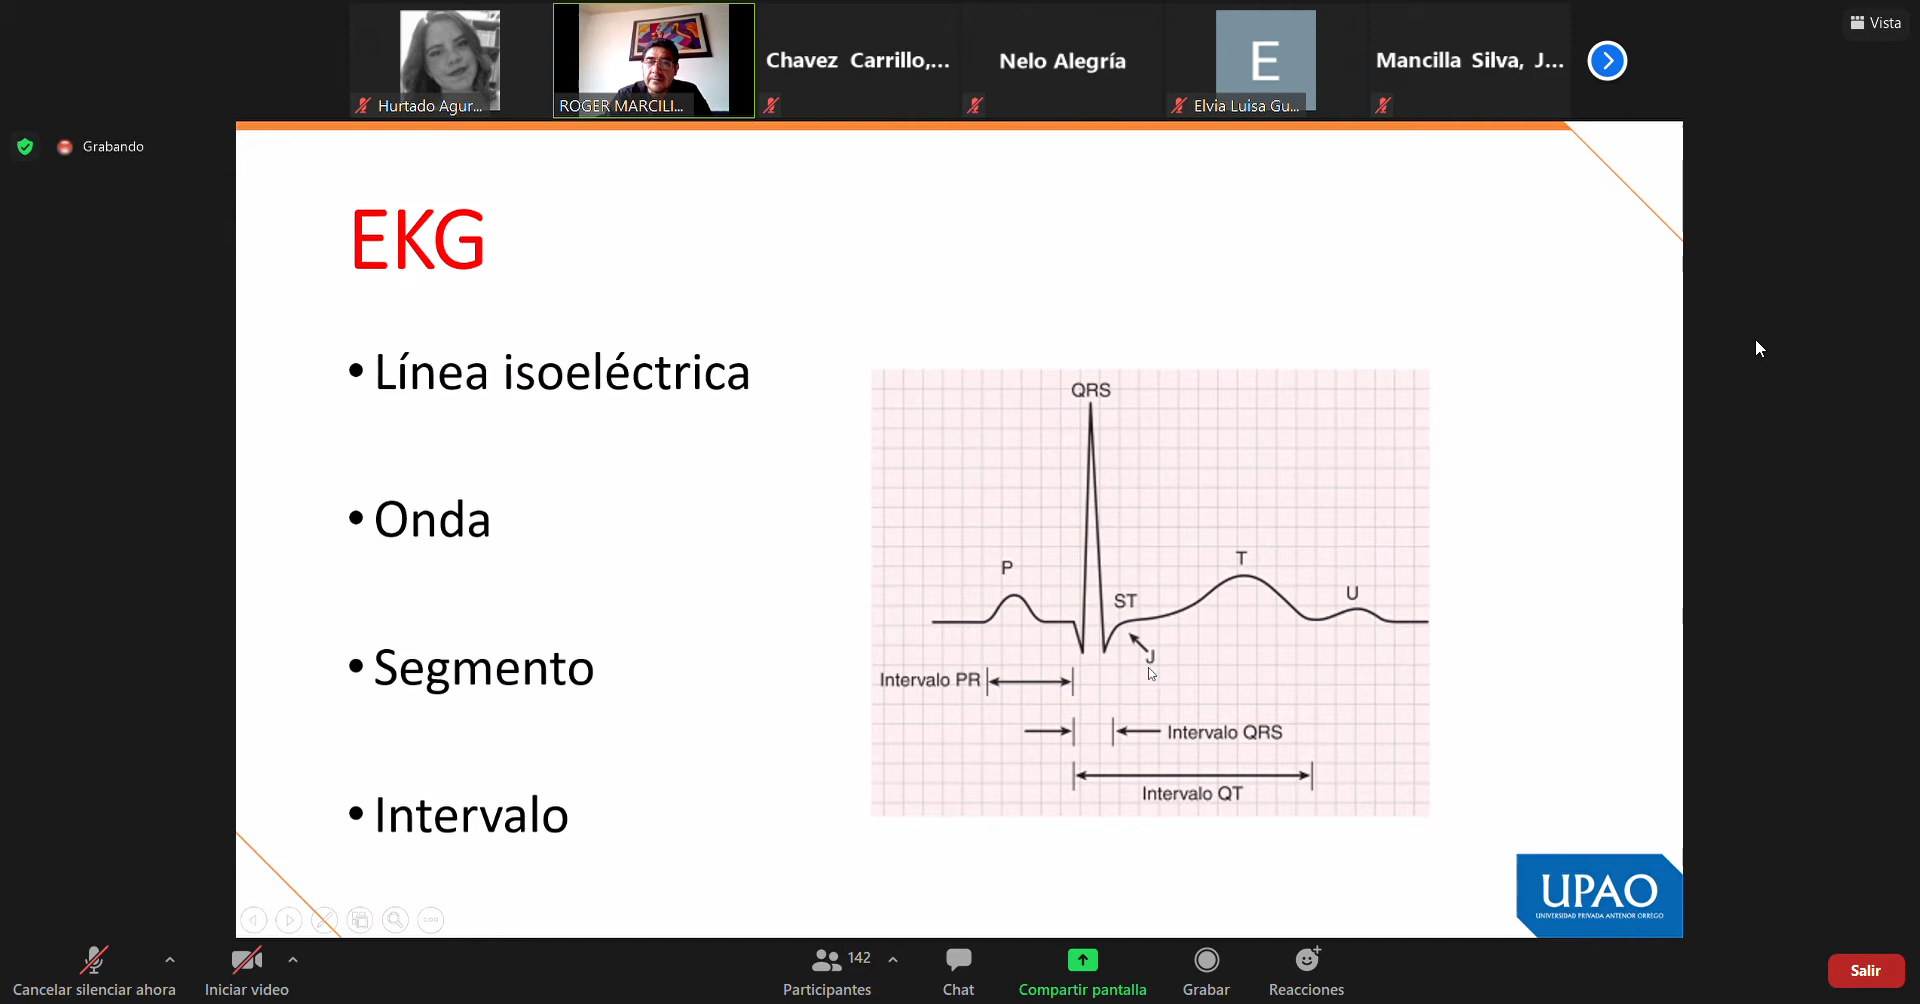 Vista
Chavez Carrillo,...
Nelo Alegría
E
Mancilla Silva, J...
Hurtado Agur...
ROGER MARCILI...
Elvia Luisa Gu...
Grabando
EKG
• Línea isoeléctrica
• Onda
• Segmento
• Intervalo
QRS
P
ST
T
U
J
Intervalo PR
Intervalo QRS
Intervalo QT
UPAO
UNIVERSIDAD PRIVADA ANTENOR ORREGO
Cancelar silenciar ahora
Iniciar video
142
Participantes
Chat
Compartir pantalla
Grabar
Reacciones
Salir